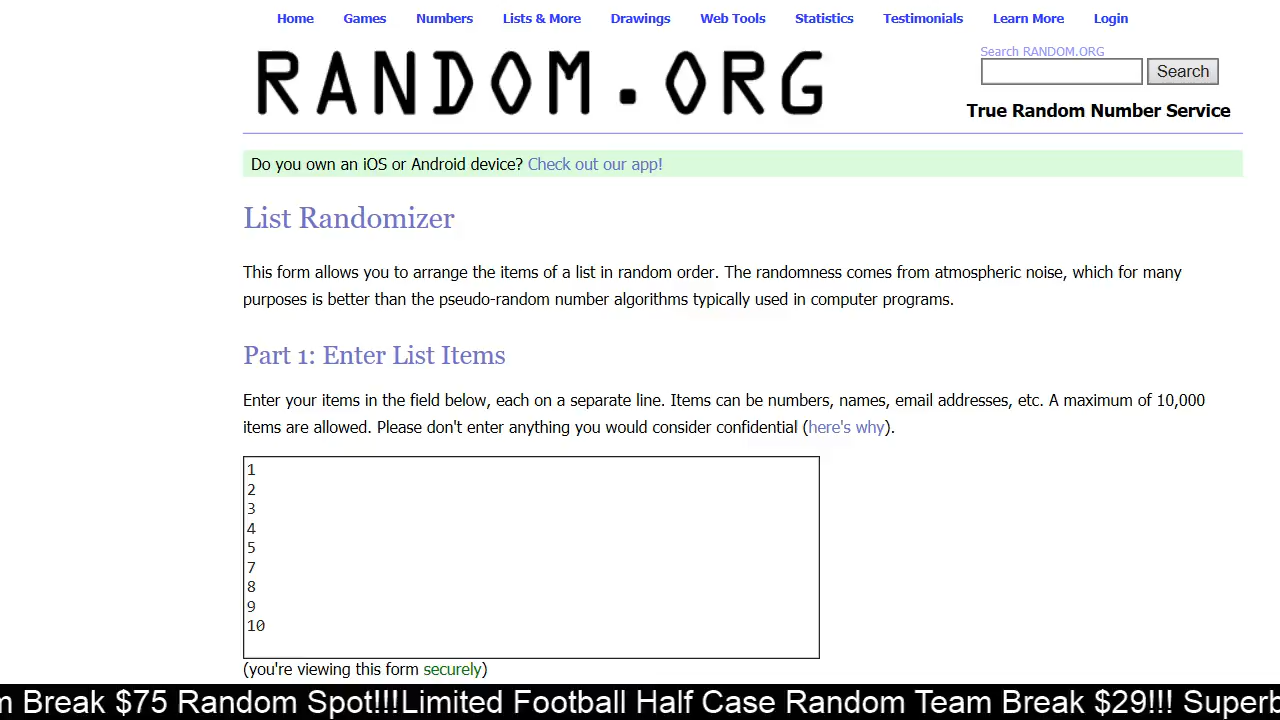 Home Games Numbers Lists & More Drawings Web Tools Statistics Testimonials Learn More Login
RANDOM.ORG
Search RANDOM.ORG
Search
True Random Number Service
Do you own an iOS or Android device? Check out our app!
List Randomizer
This form allows you to arrange the items of a list in random order. The randomness comes from atmospheric noise, which for many
purposes is better than the pseudo-random number algorithms typically used in computer programs.
Part 1: Enter List Items
Enter your items in the field below, each on a separate line. Items can be numbers, names, email addresses, etc. A maximum of 10,000
items are allowed. Please don't enter anything you would consider confidential (here's why).
1
2
3
4
5
7
8
9
10
(you're viewing this form securely)
Break $75 Random Spot!!!Limited Football Half Case Random Team Break $29!!!